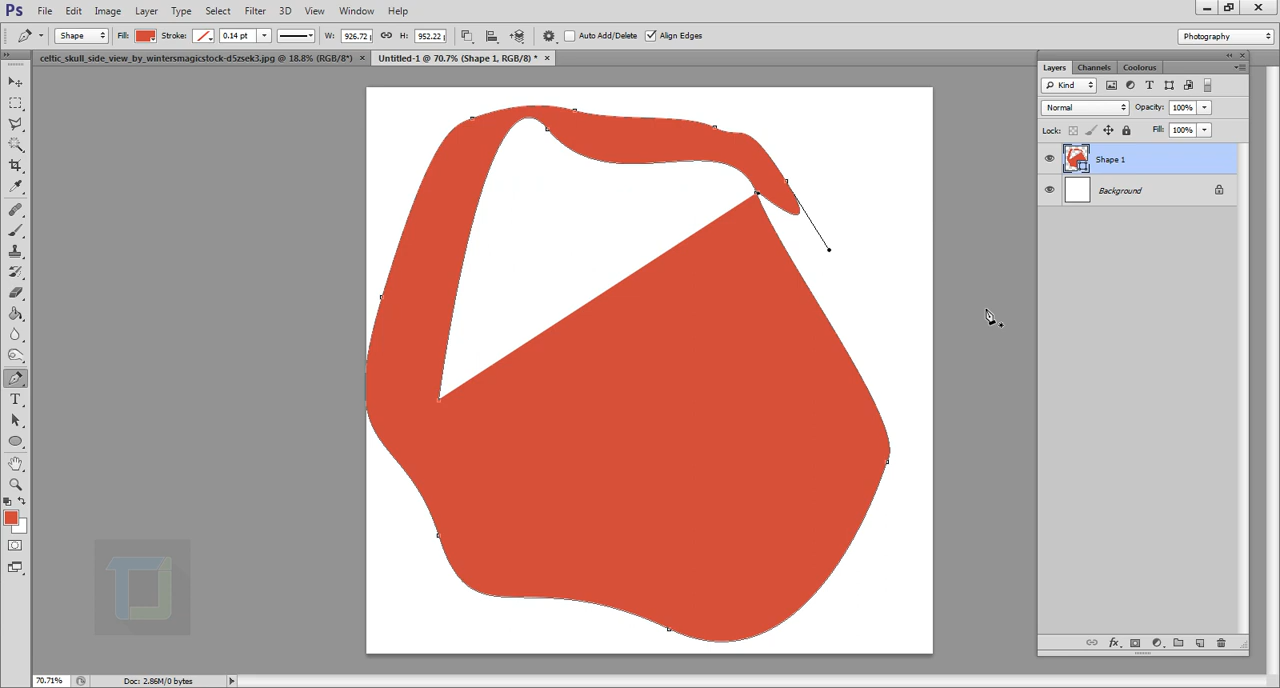 Ps File Edit Image Layer Type Select Filter 3D View Window Help
Shape Fill: Stroke: 0.14 pt W: 926.72 H: 952.22 Auto Add/Delete Align Edges Photography
celtic_skull_side_view_by_wintersmagicstock-d5zsek3.jpg @ 18.8% (RGB/8*) × Untitled-1 @ 70.7% (Shape 1, RGB/8) * ×
Layers Channels Coolorus
Kind
Normal Opacity: 100%
Lock: Fill: 100%
Shape 1
Background
fx
70.71% Doc: 2.86M/0 bytes